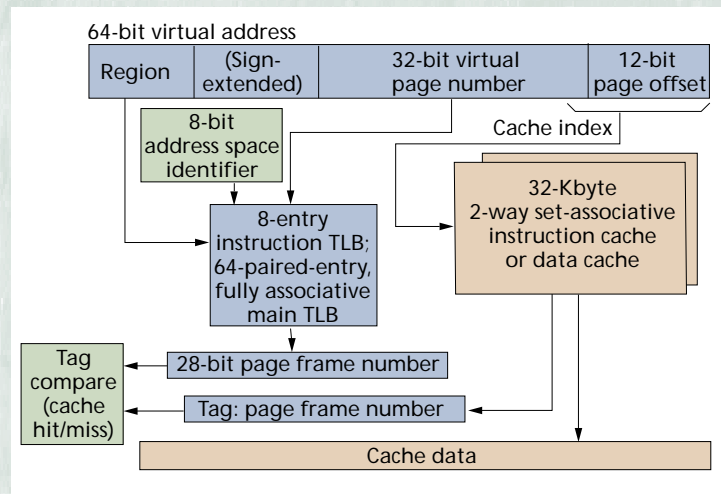 64-bit virtual address
Region
(Sign-
extended)
32-bit virtual
page number
12-bit
page offset
Cache index
8-bit
address space
identifier
32-Kbyte
2-way set-associative
instruction cache
or data cache
8-entry
instruction TLB;
64-paired-entry,
fully associative
main TLB
Tag
compare
(cache
hit/miss)
28-bit page frame number
Tag: page frame number
Cache data